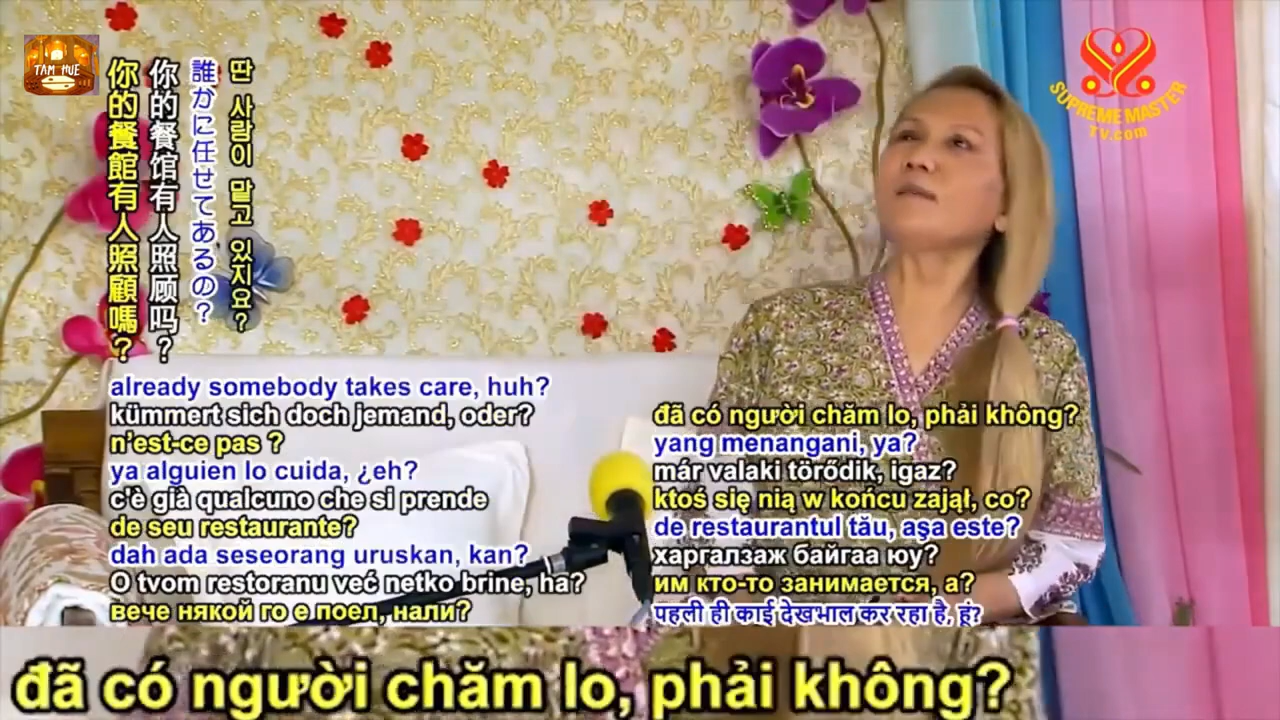 TAM HUE
SUPREME MASTER
TV.com
你的餐館有人照顧嗎？
你的餐馆有人照顾吗？
誰かに任せてあるの？
딴 사람이 맡고 있지요?
already somebody takes care, huh?
kümmert sich doch jemand, oder?
n'est-ce pas ?
ya alguien lo cuida, ¿eh?
c'è già qualcuno che si prende
de seu restaurante?
dah ada seseorang uruskan, kan?
O tvom restoranu već netko brine, ha?
вече някой го е поел, нали?
đã có người chăm lo, phải không?
yang menangani, ya?
már valaki törődik, igaz?
ktoś się nią w końcu zajął, co?
de restaurantul tău, aşa este?
харгалзаж байгаа юу?
им кто-то занимается, а?
पहली ही काई देखभाल कर रहा है, हूं?
đã có người chăm lo, phải không?